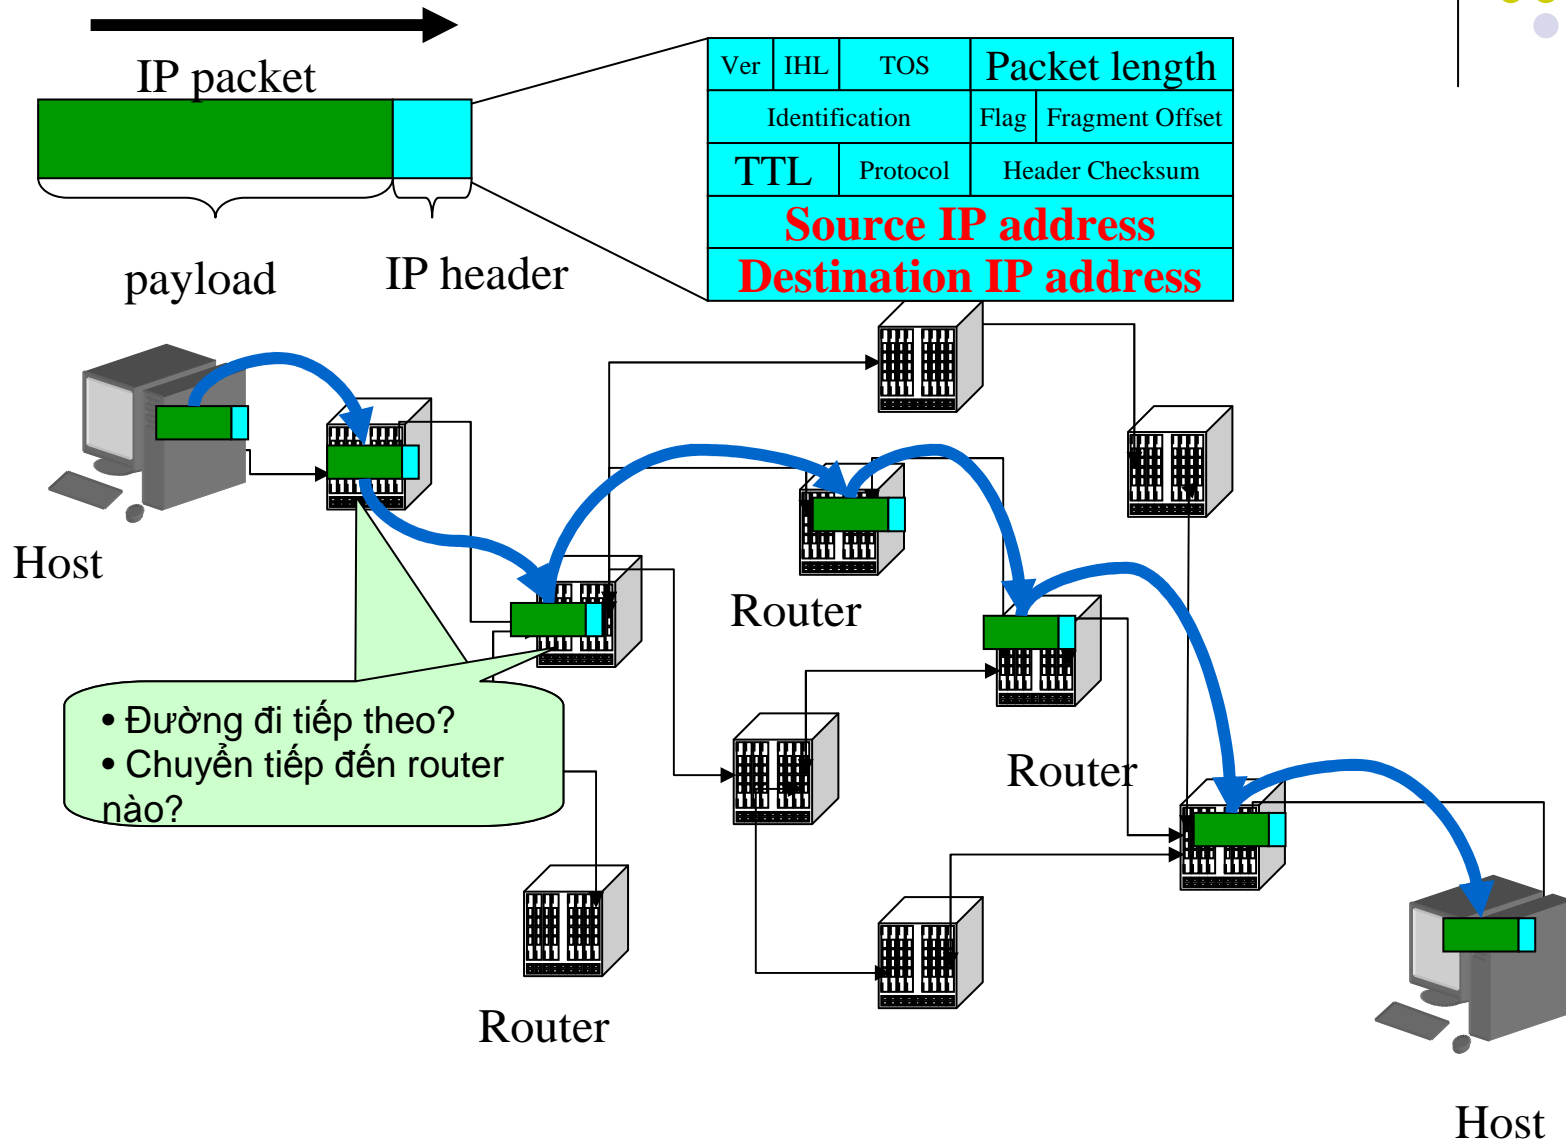 IP packet
payload
IP header
Ver IHL TOS Packet length
Identification Flag Fragment Offset
TTL Protocol Header Checksum
Source IP address
Destination IP address
Host
Router
• Đường đi tiếp theo?
• Chuyển tiếp đến router
nào?
Router
Router
Host